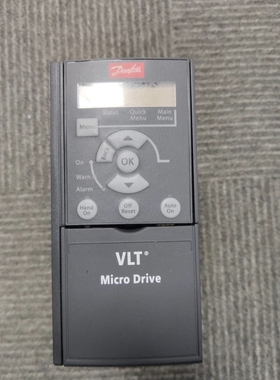 Danfoss
Status Quick Menu Main Menu
Menu
Back
On
OK
Warn
Alarm
Hand On
Off Reset
Auto On
VLT®
Micro Drive